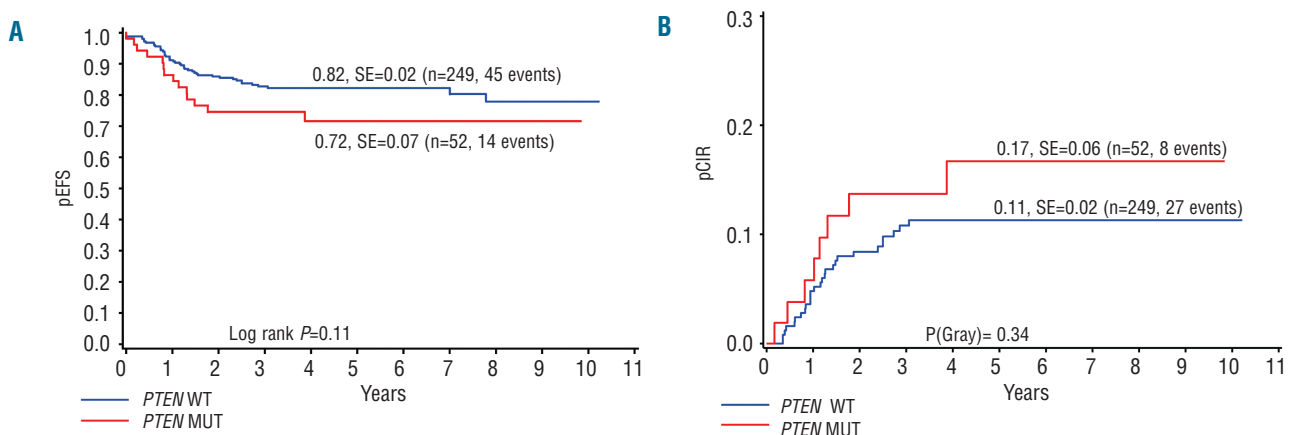 A
pEFS
1.0
0.9
0.8
0.7
0.6
0.5
0.4
0.3
0.2
0.1
0.0
0.82, SE=0.02 (n=249, 45 events)
0.72, SE=0.07 (n=52, 14 events)
Log rank P=0.11
0 1 2 3 4 5 6 7 8 9 10 11
Years
PTEN WT
PTEN MUT
B
pCIR
0.3
0.2
0.1
0.0
0.17, SE=0.06 (n=52, 8 events)
0.11, SE=0.02 (n=249, 27 events)
P(Gray)= 0.34
0 1 2 3 4 5 6 7 8 9 10 11
Years
PTEN WT
PTEN MUT